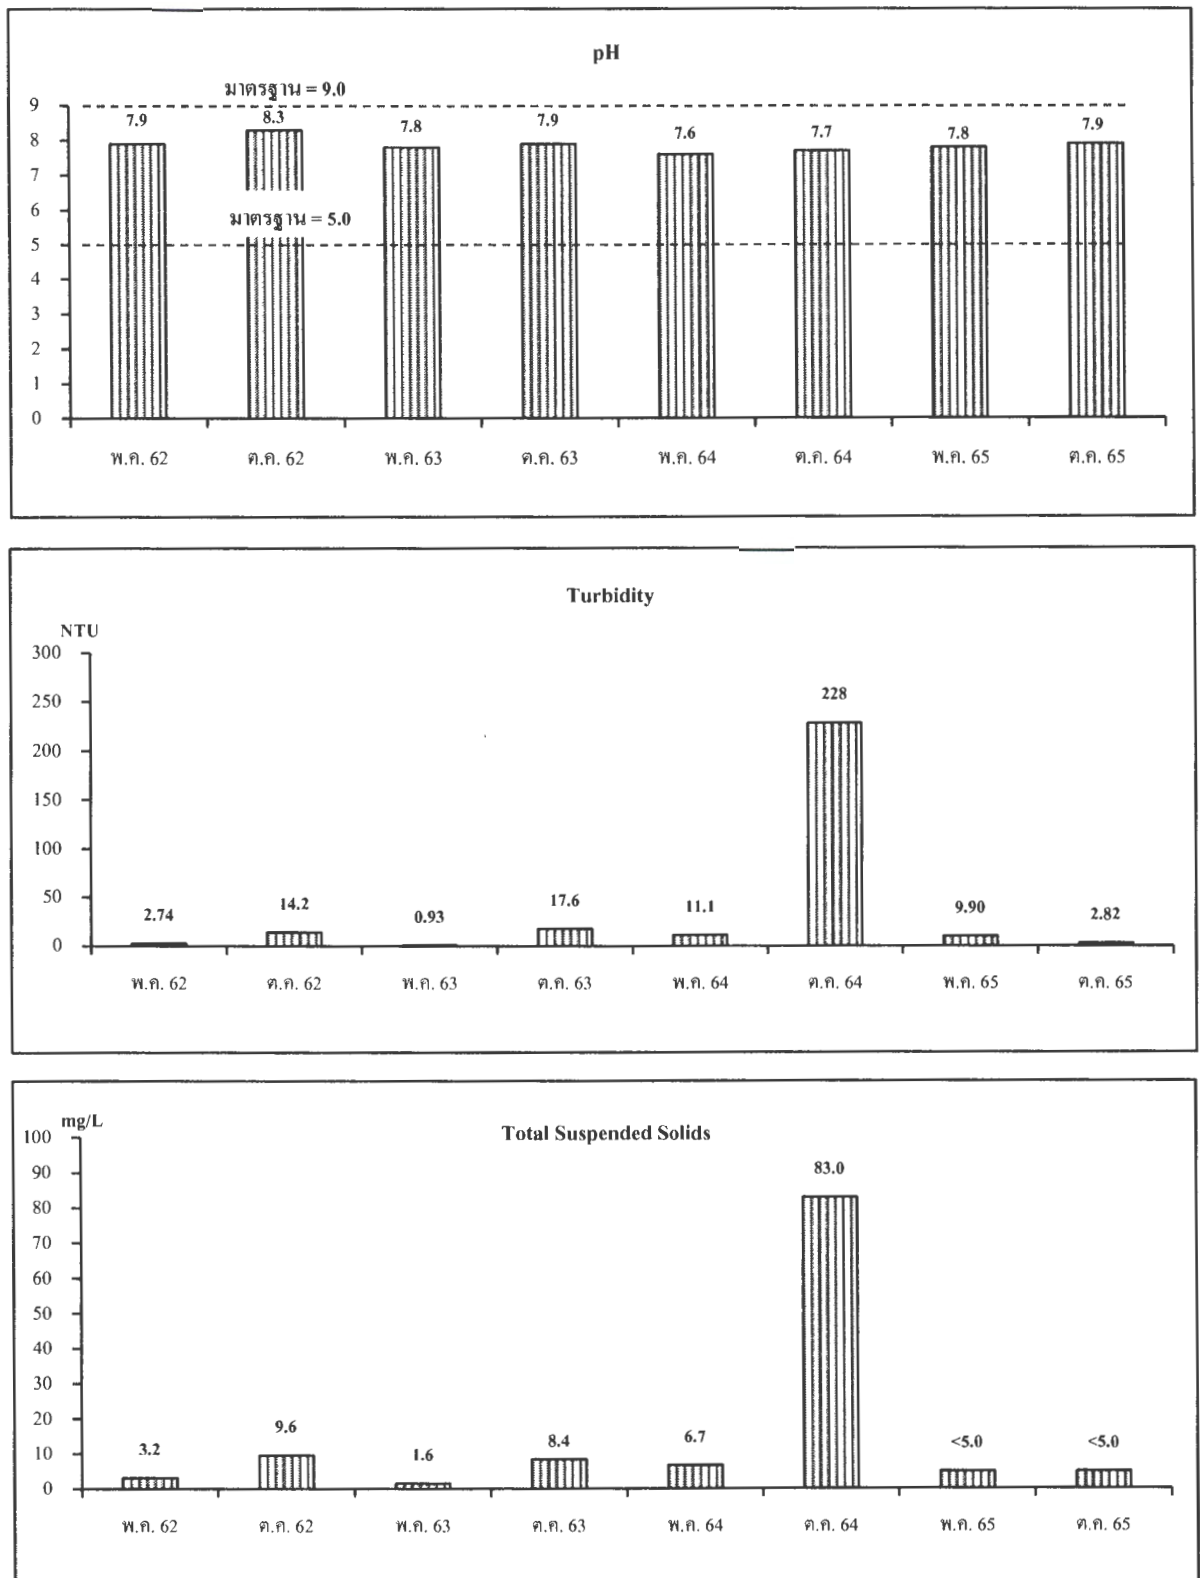 pH
มาตรฐาน = 9.0
9
7.9 8.3 7.8 7.9 7.6 7.7 7.8 7.9
8
7
6
มาตรฐาน = 5.0
5
4
3
2
1
0
พ.ค. 62 ต.ค. 62 พ.ค. 63 ต.ค. 63 พ.ค. 64 ต.ค. 64 พ.ค. 65 ต.ค. 65
Turbidity
NTU
300
250
228
200
150
100
50
2.74 14.2 0.93 17.6 11.1 9.90 2.82
0
พ.ค. 62 ต.ค. 62 พ.ค. 63 ต.ค. 63 พ.ค. 64 ต.ค. 64 พ.ค. 65 ต.ค. 65
mg/L
Total Suspended Solids
100
90
83.0
80
70
60
50
40
30
20
3.2 9.6 1.6 8.4 6.7 <5.0 <5.0
10
0
พ.ค. 62 ต.ค. 62 พ.ค. 63 ต.ค. 63 พ.ค. 64 ต.ค. 64 พ.ค. 65 ต.ค. 65